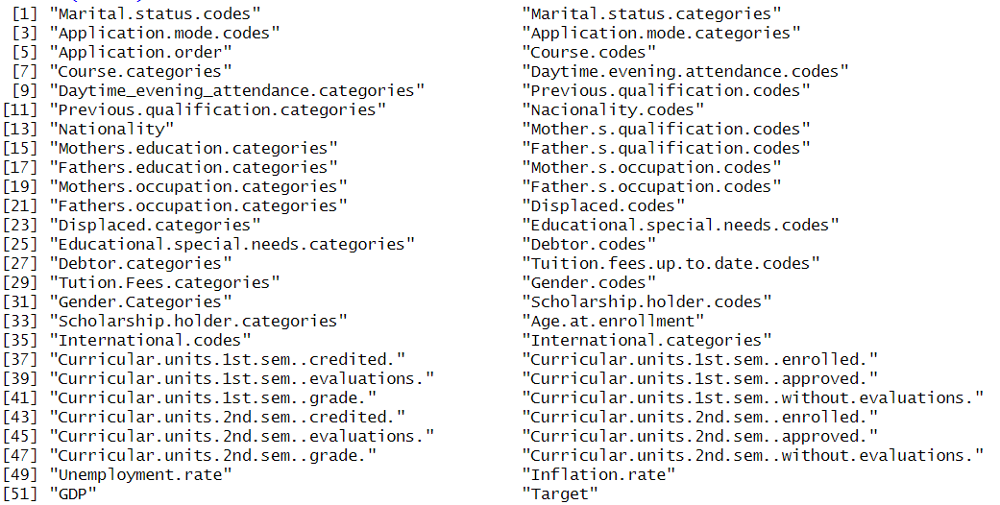 [1] "Marital.status.codes" "Marital.status.categories"
[3] "Application.mode.codes" "Application.mode.categories"
[5] "Application.order" "Course.codes"
[7] "Course.categories" "Daytime.evening.attendance.codes"
[9] "Daytime_evening_attendance.categories" "Previous.qualification.codes"
[11] "Previous.qualification.categories" "Nacionality.codes"
[13] "Nationality" "Mother.s.qualification.codes"
[15] "Mothers.education.categories" "Father.s.qualification.codes"
[17] "Fathers.education.categories" "Mother.s.occupation.codes"
[19] "Mothers.occupation.categories" "Father.s.occupation.codes"
[21] "Fathers.occupation.categories" "Displaced.codes"
[23] "Displaced.categories" "Educational.special.needs.codes"
[25] "Educational.special.needs.categories" "Debtor.codes"
[27] "Debtor.categories" "Tuition.fees.up.to.date.codes"
[29] "Tution.Fees.categories" "Gender.codes"
[31] "Gender.Categories" "Scholarship.holder.codes"
[33] "Scholarship.holder.categories" "Age.at.enrollment"
[35] "International.codes" "International.categories"
[37] "Curricular.units.1st.sem..credited." "Curricular.units.1st.sem..enrolled."
[39] "Curricular.units.1st.sem..evaluations." "Curricular.units.1st.sem..approved."
[41] "Curricular.units.1st.sem..grade." "Curricular.units.1st.sem..without.evaluations."
[43] "Curricular.units.2nd.sem..credited." "Curricular.units.2nd.sem..enrolled."
[45] "Curricular.units.2nd.sem..evaluations." "Curricular.units.2nd.sem..approved."
[47] "Curricular.units.2nd.sem..grade." "Curricular.units.2nd.sem..without.evaluations."
[49] "Unemployment.rate" "Inflation.rate"
[51] "GDP" "Target"